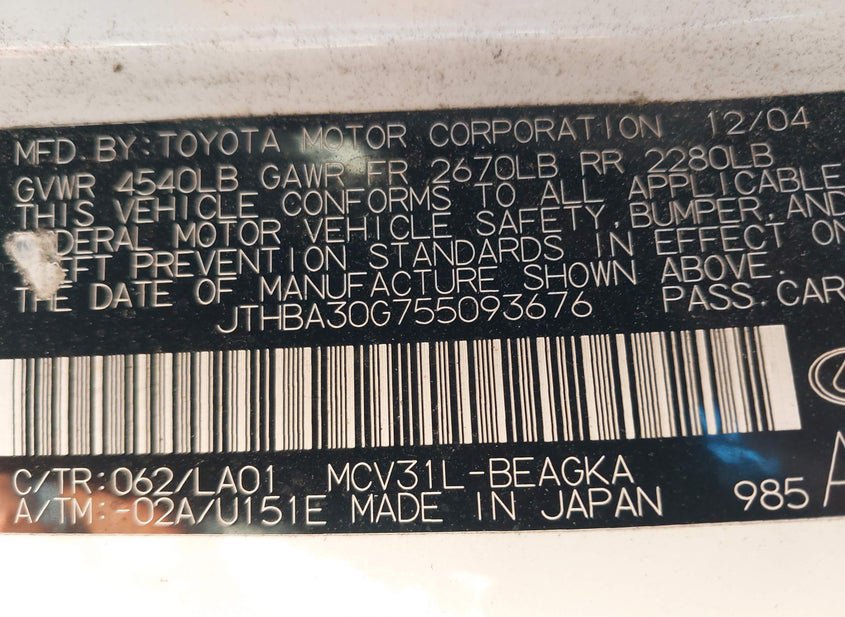 MFD BY: TOYOTA MOTOR CORPORATION 12/04
GVWR 4540LB GAWR FR 2670LB RR 2280LB
THIS VEHICLE CONFORMS TO ALL APPLICABLE
DERAL MOTOR VEHICLE SAFETY, BUMPER, AND
EFT PREVENTION STANDARDS IN EFFECT ON
THE DATE OF MANUFACTURE SHOWN ABOVE.
JTHBA30G755093676 PASS. CAR
C/TR:062/LA01 MCV31L-BEAGKA
A/TM:-02A/U151E MADE IN JAPAN 985 A